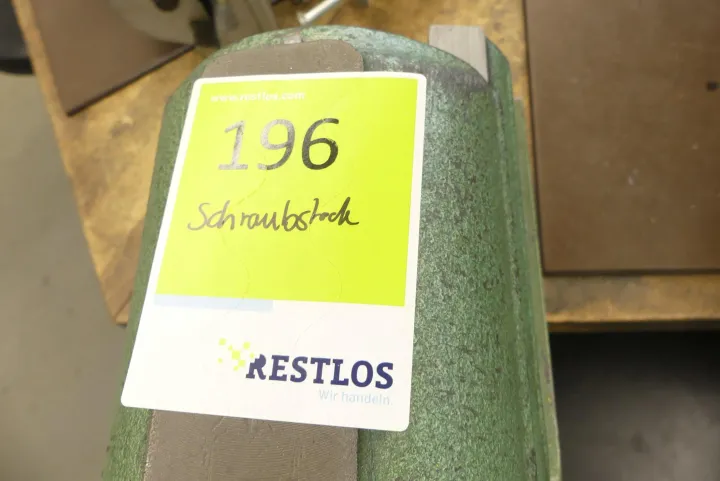 www.restlos.com
196
Schraubstock
RESTLOS
Wir handeln.